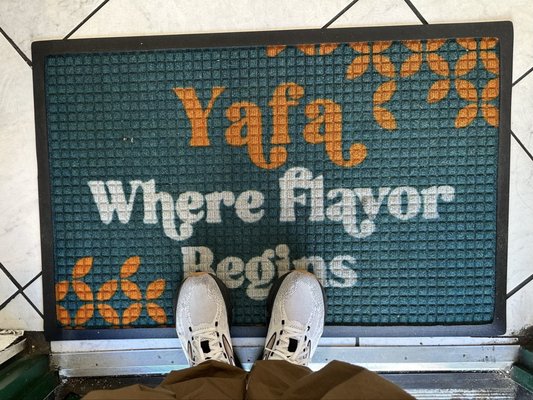 Yafa
Where Flavor
Begins